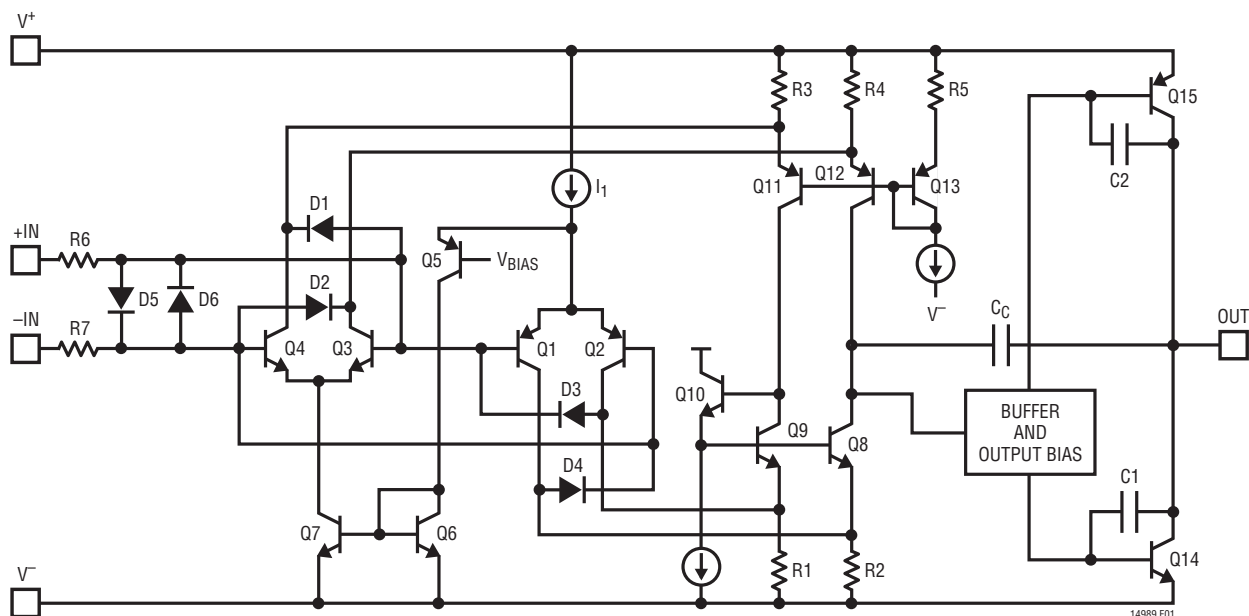 V+
R3
R4
R5
Q15
C2
I1
Q11
Q12
Q13
D1
+IN
R6
Q5
VBIAS
D2
D5
D6
V–
CC
OUT
–IN
R7
Q4
Q3
Q1
Q2
Q10
D3
BUFFER
AND
OUTPUT BIAS
Q9
Q8
D4
C1
Q7
Q6
Q14
R1
R2
V–
14989 F01